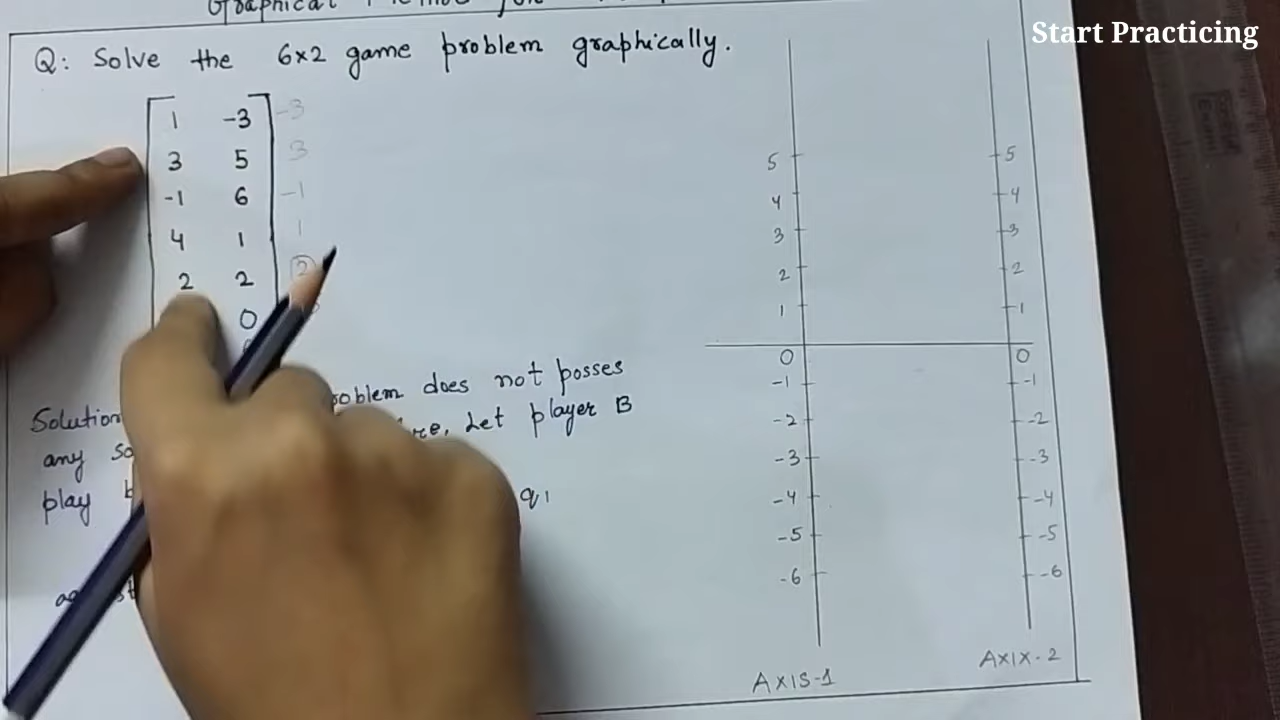 Start Practicing
Q: Solve the 6×2 game problem graphically.
1 -3 -3
3 5 3
-1 6 -1
4 1 1
2 2 2
0
Solution problem does not posses
any Let player B
play q1
5 5
4 4
3 3
2 2
1 1
0 0
-1 -1
-2 -2
-3 -3
-4 -4
-5 -5
-6 -6
AXIS-1 AXIX-2